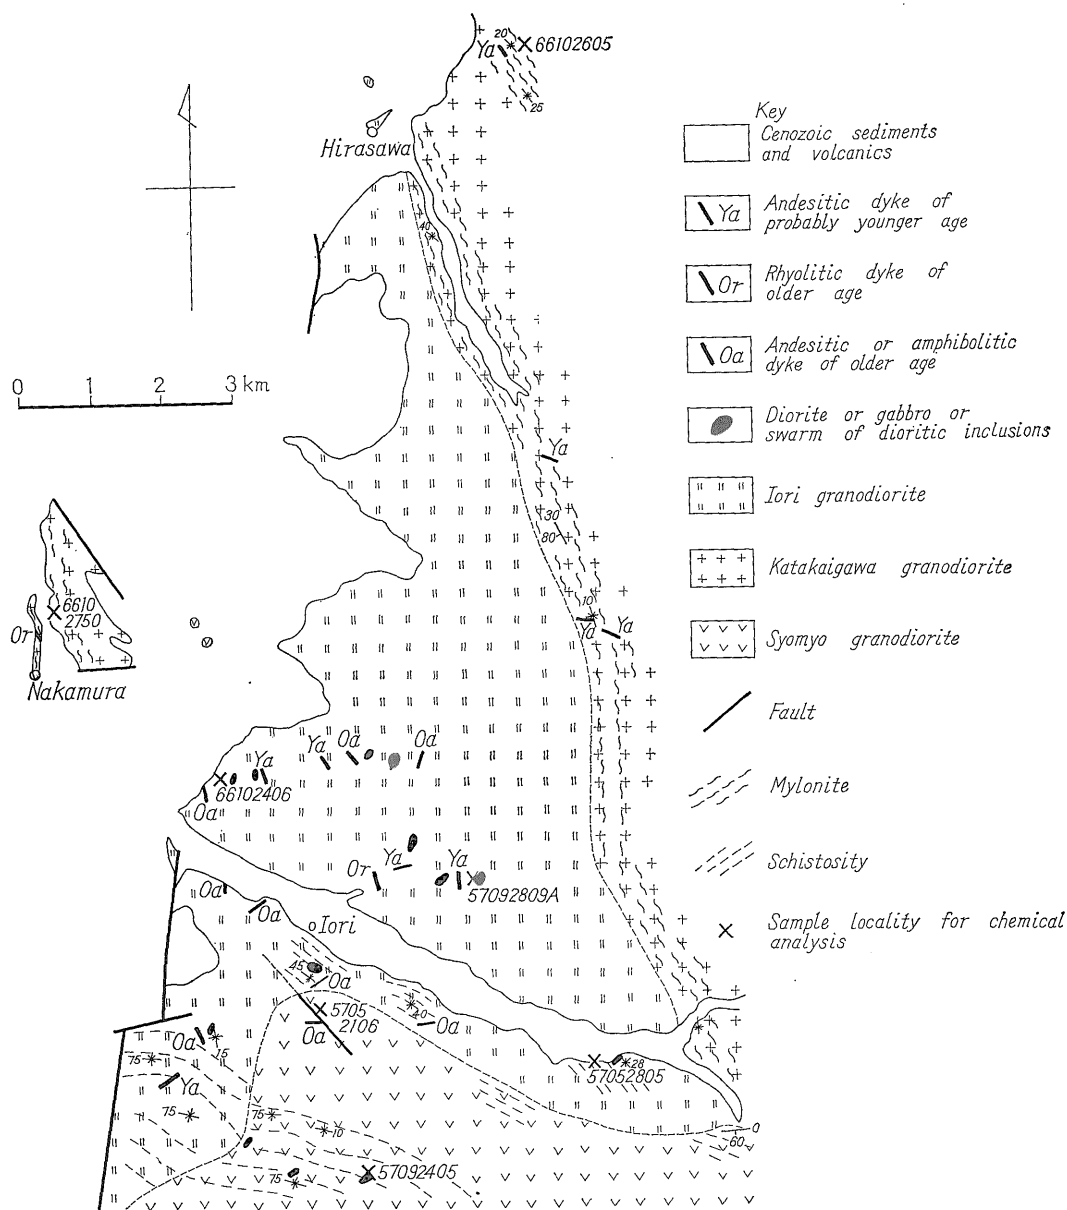 20
Ya
66102605
25
Hirasawa
40
0 1 2 3 km
Ya
30
80
6610
2750
Or
Nakamura
10
Ya
Ya
Ya
Oa
Oa
Ya
66102406
Oa
Or
Ya
Ya
57092809A
Oa
Oa
Iori
45
Oa
5705
2106
Oa
20
Oa
Oa
15
75
Ya
28
57052805
75
75
10
0
60
57092405
75
Key
Cenozoic sediments
and volcanics
Ya
Andesitic dyke of
probably younger age
Or
Rhyolitic dyke of
older age
Oa
Andesitic or amphibolitic
dyke of older age
Diorite or gabbro or
swarm of dioritic inclusions
Iori granodiorite
Katakaigawa granodiorite
Syomyo granodiorite
Fault
Mylonite
Schistosity
Sample locality for chemical
analysis